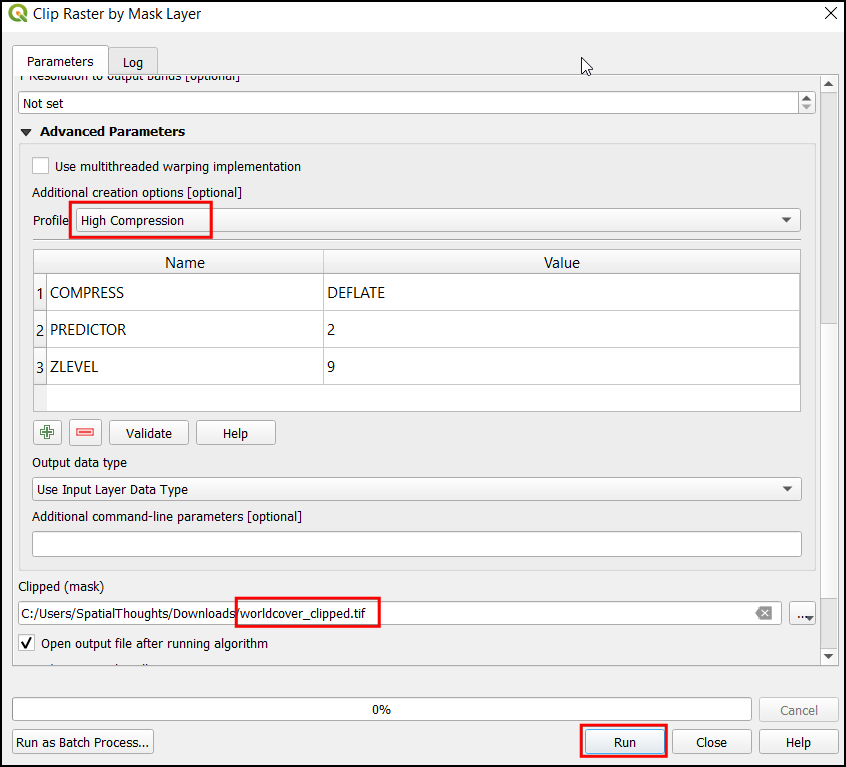 Clip Raster by Mask Layer
Parameters
Log
Resolution to output bands [optional]
Not set
Advanced Parameters
Use multithreaded warping implementation
Additional creation options [optional]
Profile High Compression
Name Value
1 COMPRESS DEFLATE
2 PREDICTOR 2
3 ZLEVEL 9
Validate Help
Output data type
Use Input Layer Data Type
Additional command-line parameters [optional]
Clipped (mask)
C:/Users/SpatialThoughts/Downloads/worldcover_clipped.tif
...
Open output file after running algorithm
0%
Cancel
Run as Batch Process... Run Close Help